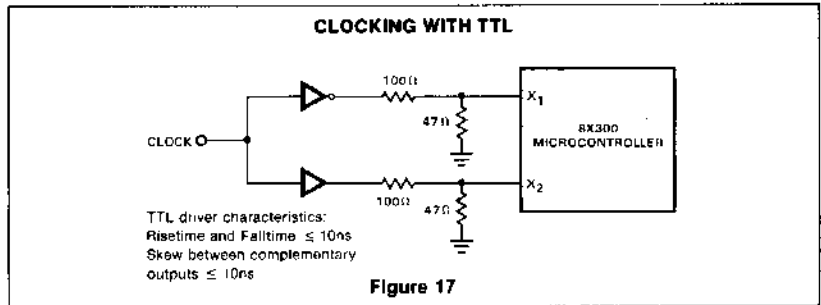 CLOCKING WITH TTL
100Ω
X1
47Ω
8X300
MICROCONTROLLER
CLOCK
X2
100Ω
47Ω
TTL driver characteristics:
Risetime and Falltime ≤ 10ns
Skew between complementary
outputs ≤ 10ns
Figure 17